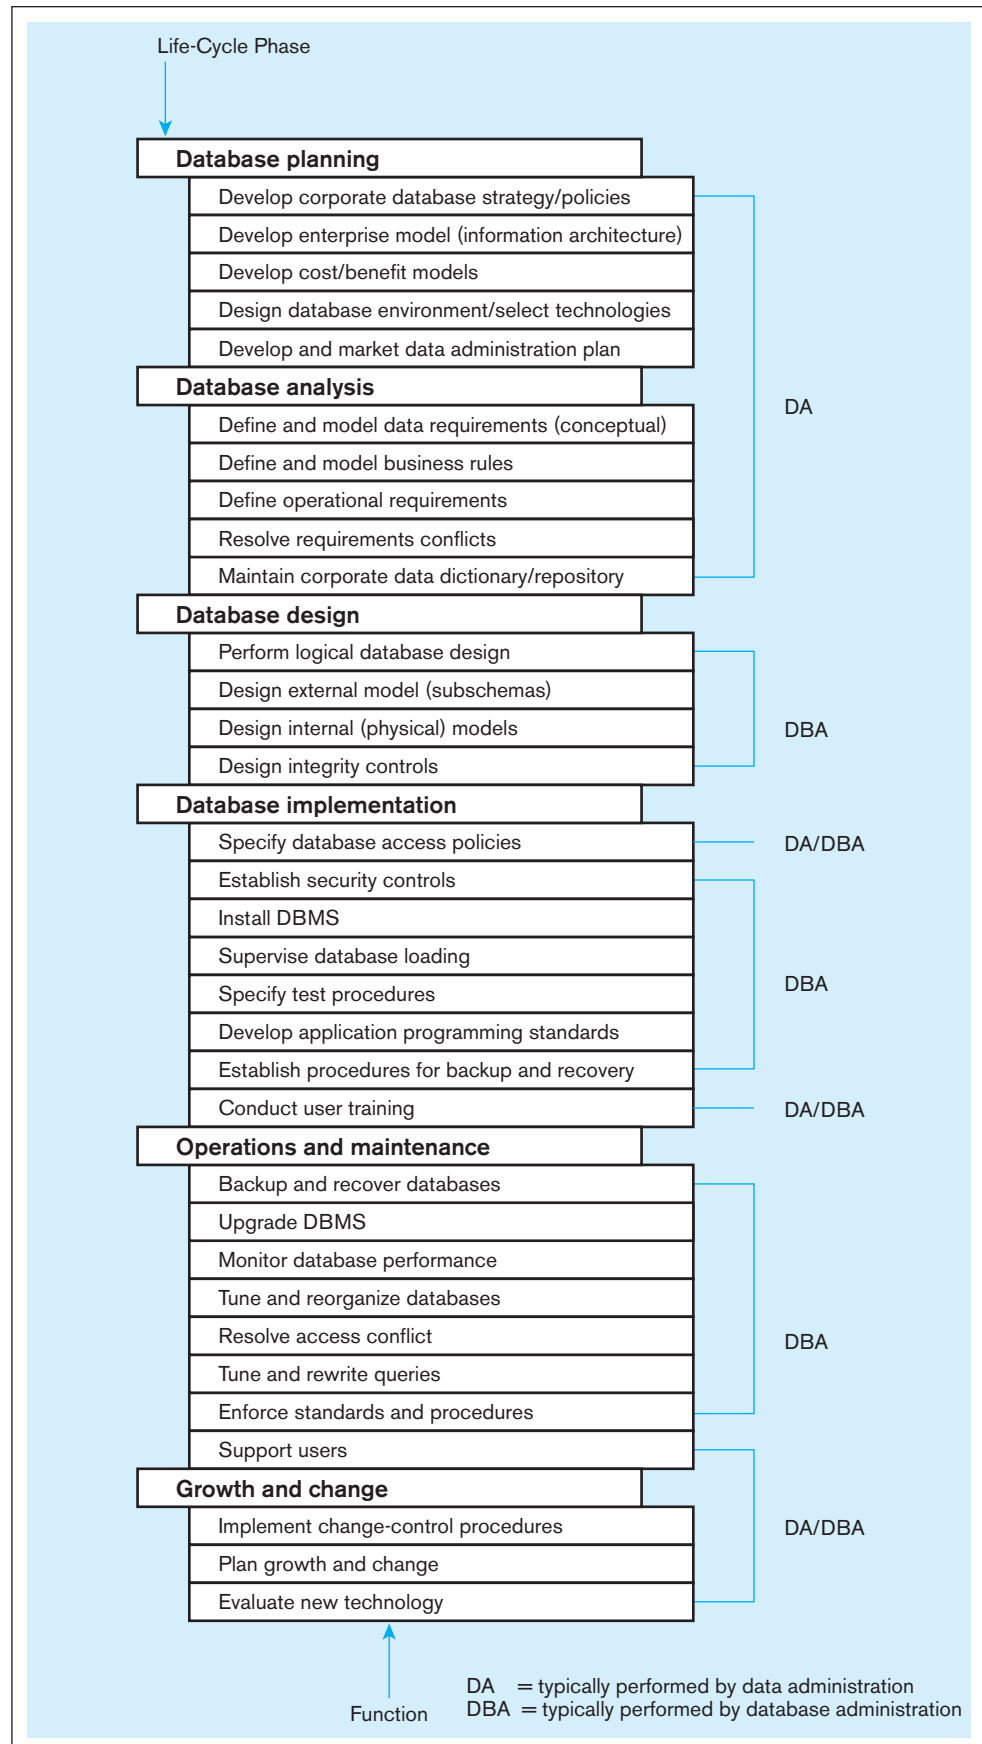 Life-Cycle Phase
Database planning
Develop corporate database strategy/policies
Develop enterprise model (information architecture)
Develop cost/benefit models
Design database environment/select technologies
Develop and market data administration plan
Database analysis
Define and model data requirements (conceptual)
DA
Define and model business rules
Define operational requirements
Resolve requirements conflicts
Maintain corporate data dictionary/repository
Database design
Perform logical database design
Design external model (subschemas)
Design internal (physical) models
DBA
Design integrity controls
Database implementation
Specify database access policies
DA/DBA
Establish security controls
Install DBMS
Supervise database loading
Specify test procedures
DBA
Develop application programming standards
Establish procedures for backup and recovery
Conduct user training
DA/DBA
Operations and maintenance
Backup and recover databases
Upgrade DBMS
Monitor database performance
Tune and reorganize databases
Resolve access conflict
DBA
Tune and rewrite queries
Enforce standards and procedures
Support users
Growth and change
Implement change-control procedures
DA/DBA
Plan growth and change
Evaluate new technology
Function
DA = typically performed by data administration
DBA = typically performed by database administration